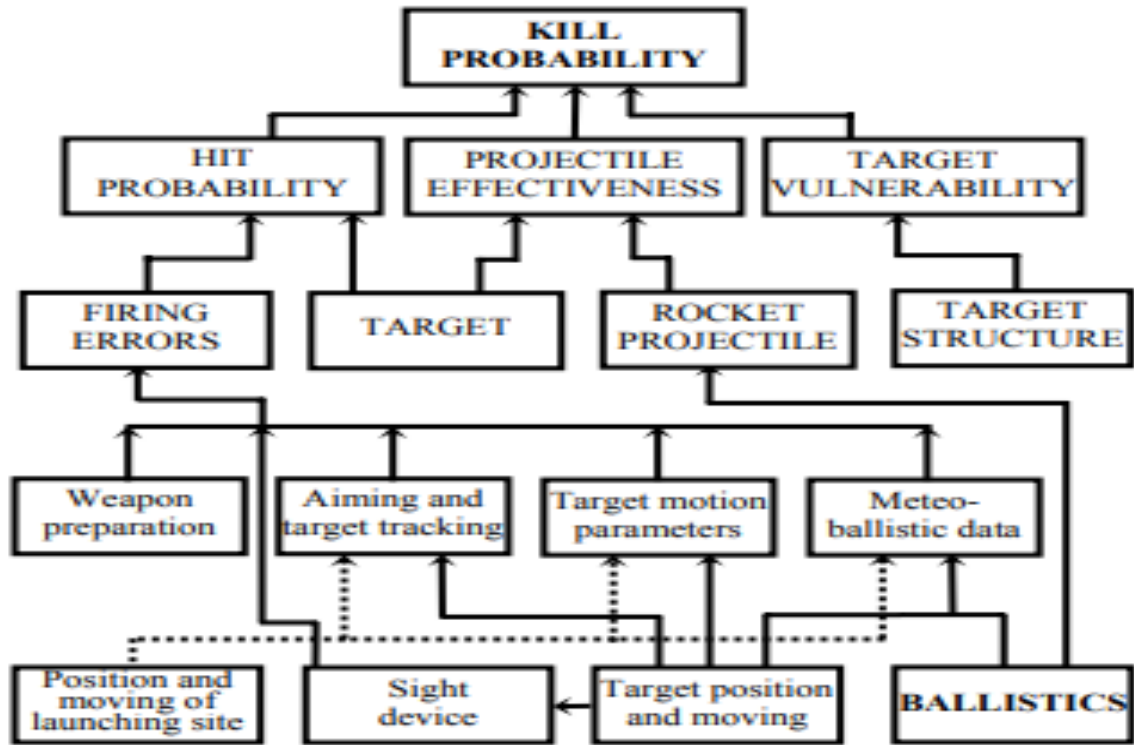 KILL
PROBABILITY
HIT
PROBABILITY
PROJECTILE
EFFECTIVENESS
TARGET
VULNERABILITY
FIRING
ERRORS
TARGET
ROCKET
PROJECTILE
TARGET
STRUCTURE
Weapon
preparation
Aiming and
target tracking
Target motion
parameters
Meteo-
ballistic data
Position and
moving of
launching site
Sight
device
Target position
and moving
BALLISTICS